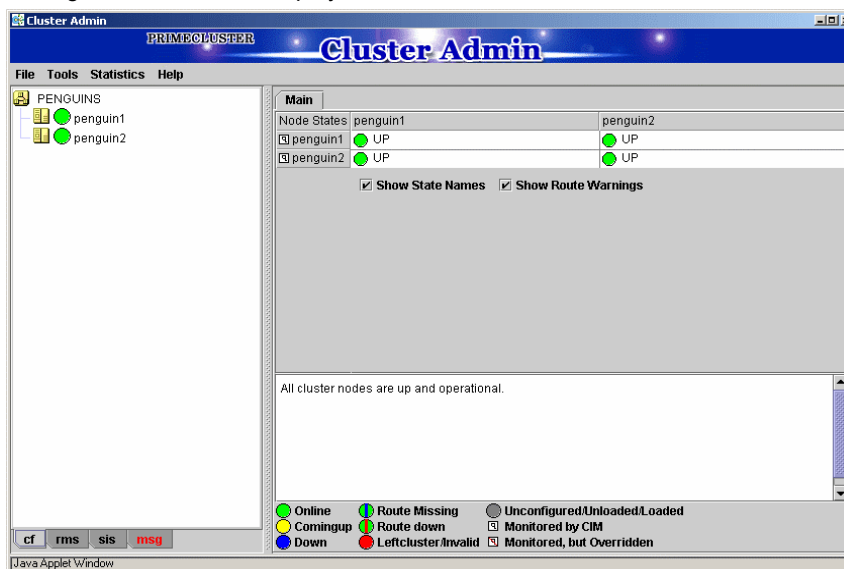 Cluster Admin
PRIMECLUSTER
Cluster Admin
File Tools Statistics Help
PENGUINS
penguin1
penguin2
Main
Node States penguin1 penguin2
penguin1 UP UP
penguin2 UP UP
Show State Names Show Route Warnings
All cluster nodes are up and operational.
Online Route Missing Unconfigured/Unloaded/Loaded
Comingup Route down Monitored by CIM
Down Leftcluster/Invalid Monitored, but Overridden
cf rms sis msg
Java Applet Window